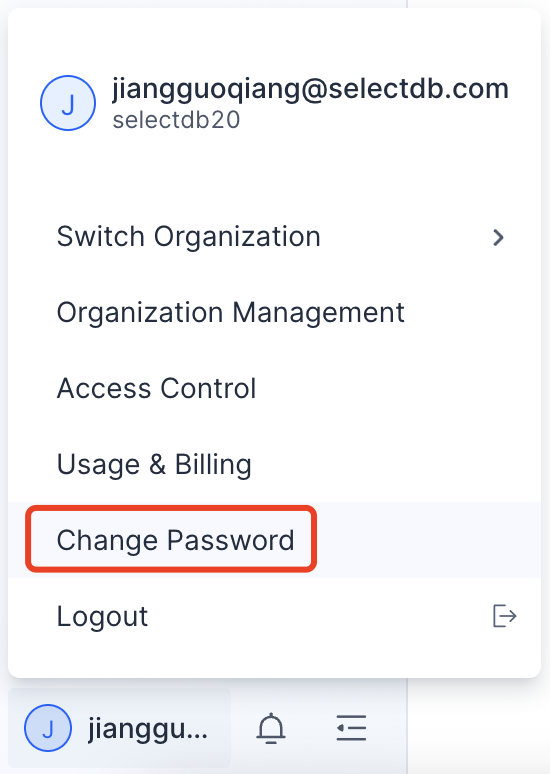 J
jiangguoqiang@selectdb.com
selectdb20
Switch Organization
Organization Management
Access Control
Usage & Billing
Change Password
Logout
J
jianggu...